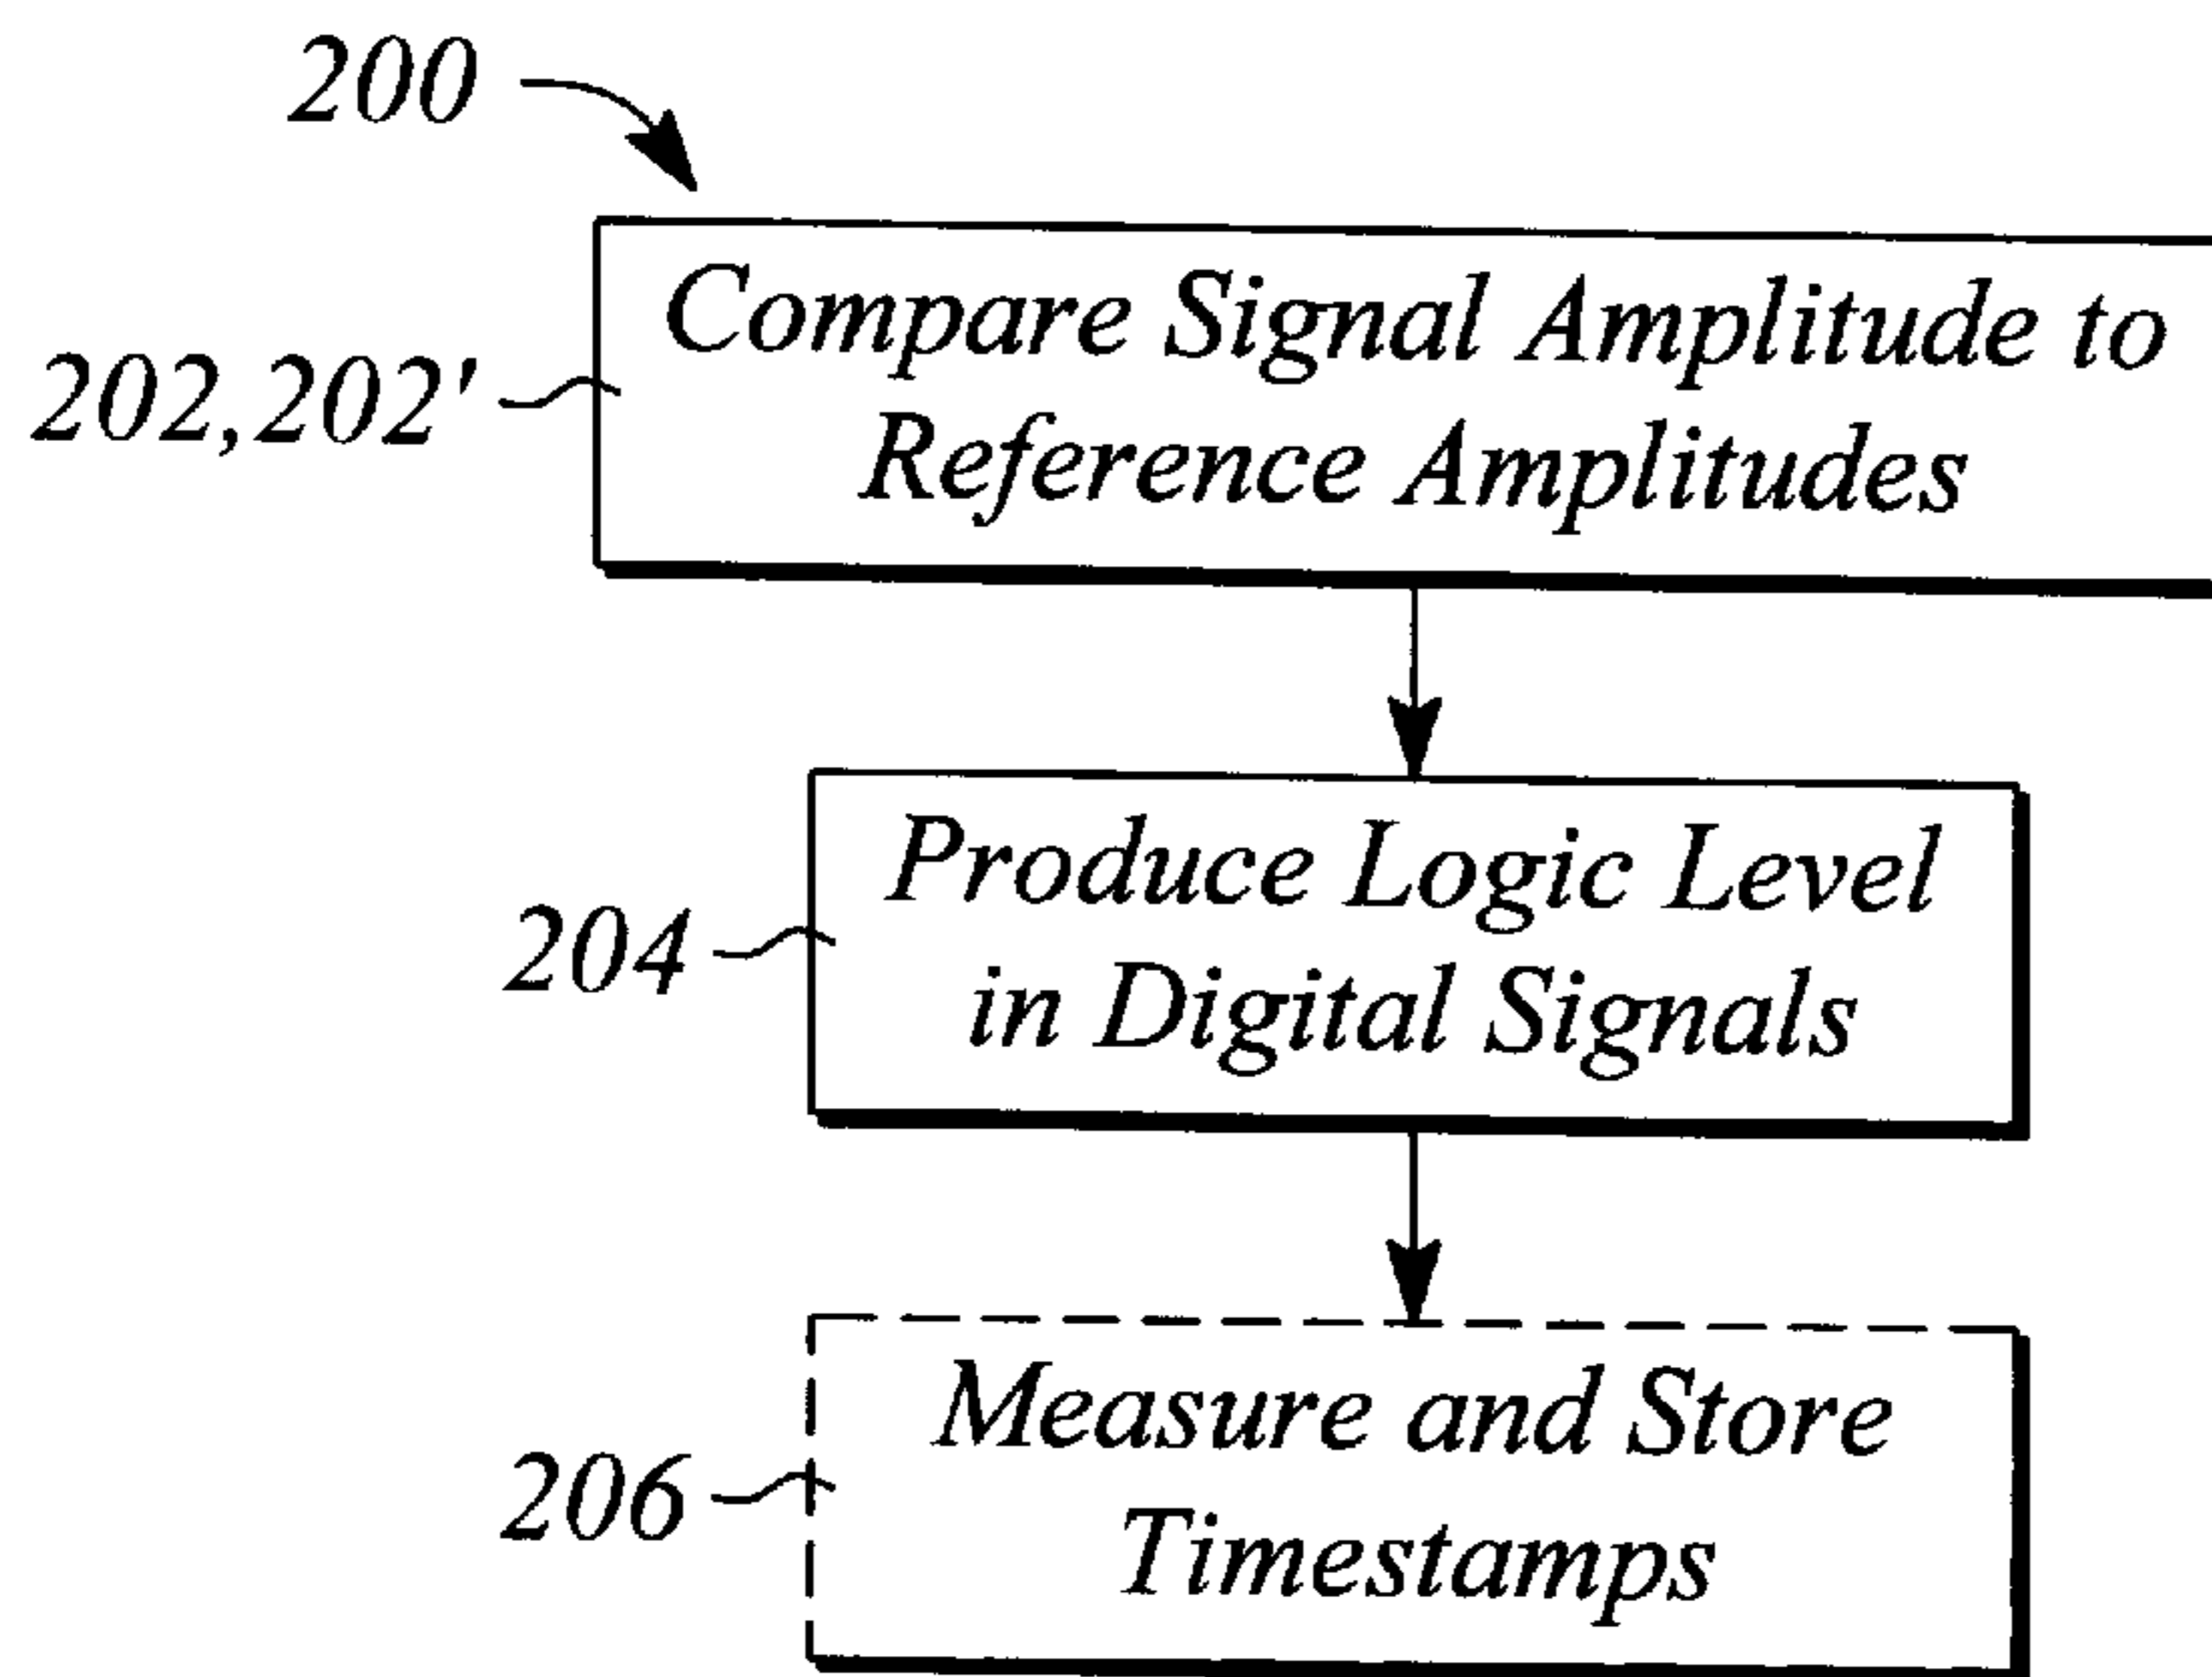 200
202,202'
Compare Signal Amplitude to
Reference Amplitudes
204
Produce Logic Level
in Digital Signals
206
Measure and Store
Timestamps